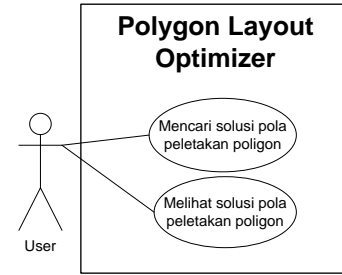 Polygon Layout
Optimizer
Mencari solusi pola
peletakan poligon
Melihat solusi pola
peletakan poligon
User